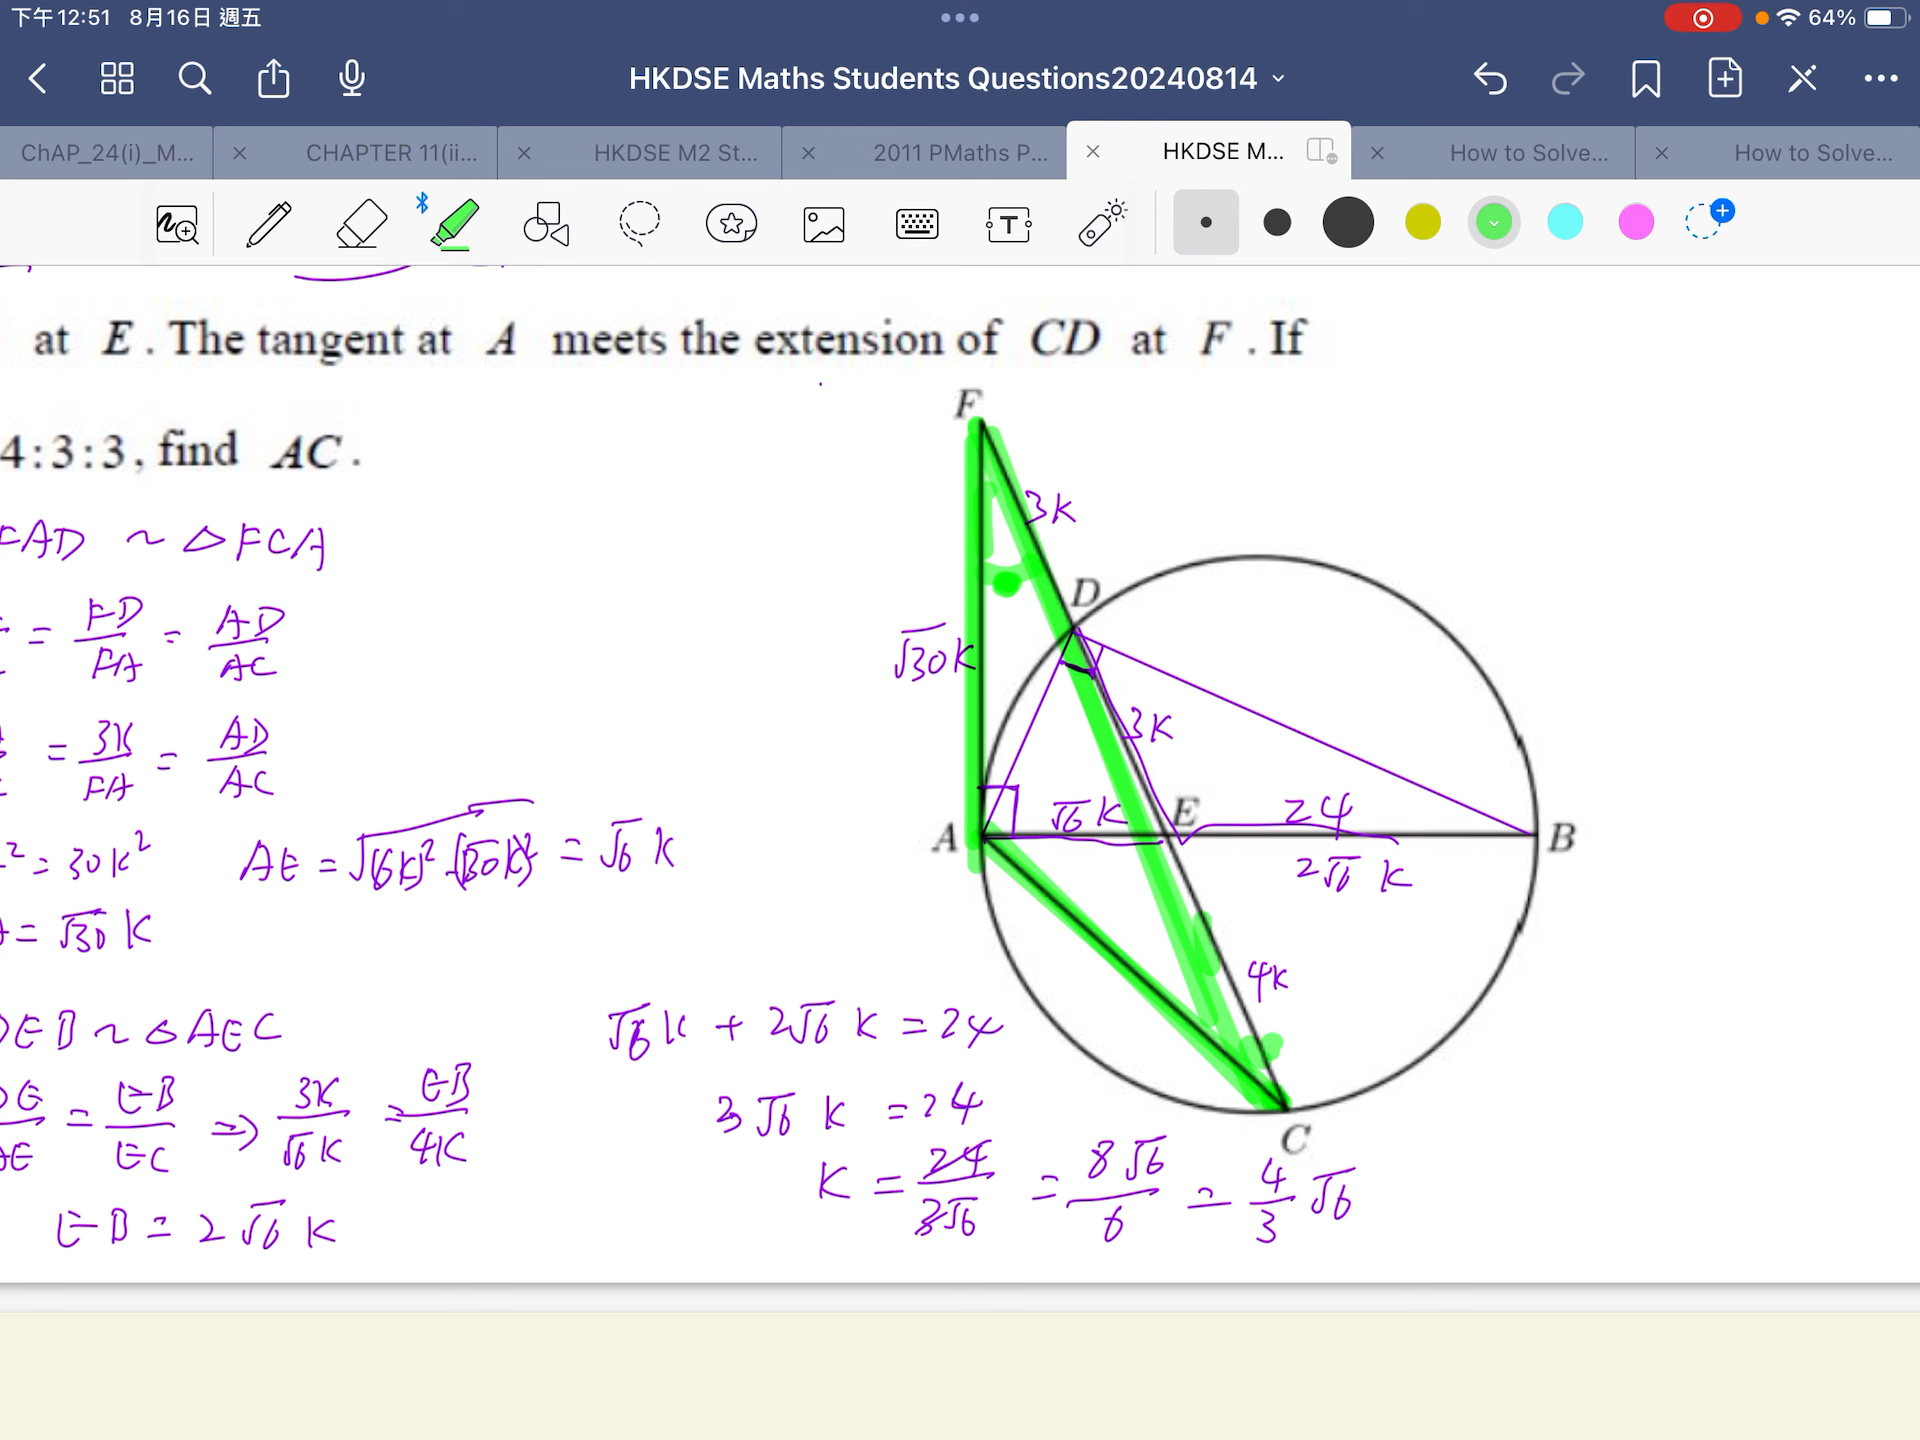 下午12:51 8月16日 週五
64%
HKDSE Maths Students Questions20240814
ChAP_24(i)_M...
CHAPTER 11(ii...
HKDSE M2 St...
2011 PMaths P...
HKDSE M...
How to Solve...
How to Solve...
at E. The tangent at A meets the extension of CD at F. If
4:3:3, find AC.
F
3K
D
√30 K
3K
A
√6 K
E
24
B
2√6 K
4K
C
AD ~ △FCA
= FD/FA = AD/AC
= 3K/FA = AD/AC
² = 30K²
AE = √(6K)² - (√30K)² = √6 K
= √30 K
EB ~ △AEC
= EB/EC => 3K/√6 K = EB/4K
EB = 2√6 K
√6 K + 2√6 K = 24
3√6 K = 24
K = 24/3√6 = 8√6/6 = 4/3 √6